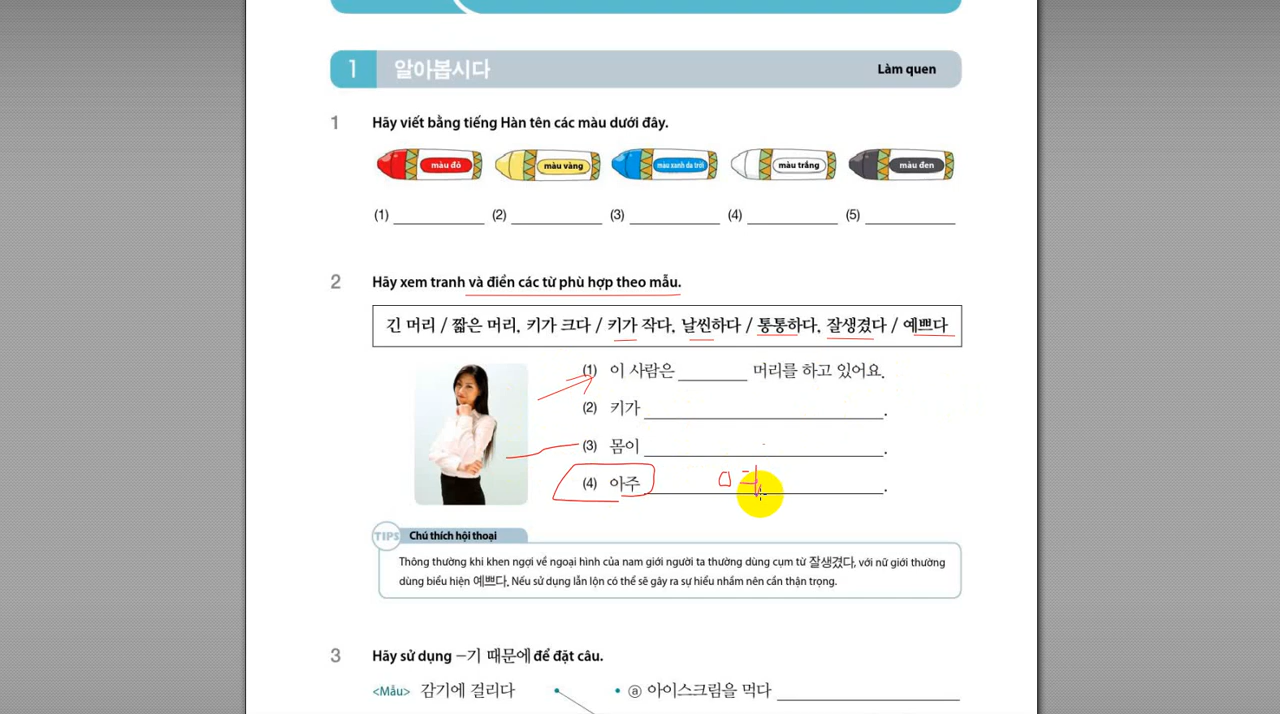 1 알아봅시다 Làm quen
1 Hãy viết bằng tiếng Hàn tên các màu dưới đây.
màu đỏ màu vàng màu xanh da trời màu trắng màu đen
(1) (2) (3) (4) (5)
2 Hãy xem tranh và điền các từ phù hợp theo mẫu.
긴 머리 / 짧은 머리, 키가 크다 / 키가 작다, 날씬하다 / 통통하다, 잘생겼다 / 예쁘다
(1) 이 사람은 ________ 머리를 하고 있어요.
(2) 키가 ________.
(3) 몸이 ________.
(4) 아주 ________.
TIPS Chú thích hội thoại
Thông thường khi khen ngợi về ngoại hình của nam giới người ta thường dùng cụm từ 잘생겼다, với nữ giới thường
dùng biểu hiện 예쁘다. Nếu sử dụng lẫn lộn có thể sẽ gây ra sự hiểu nhầm nên cẩn thận trọng.
3 Hãy sử dụng –기 때문에 để đặt câu.
<Mẫu> 감기에 걸리다 • • ⓐ 아이스크림을 먹다